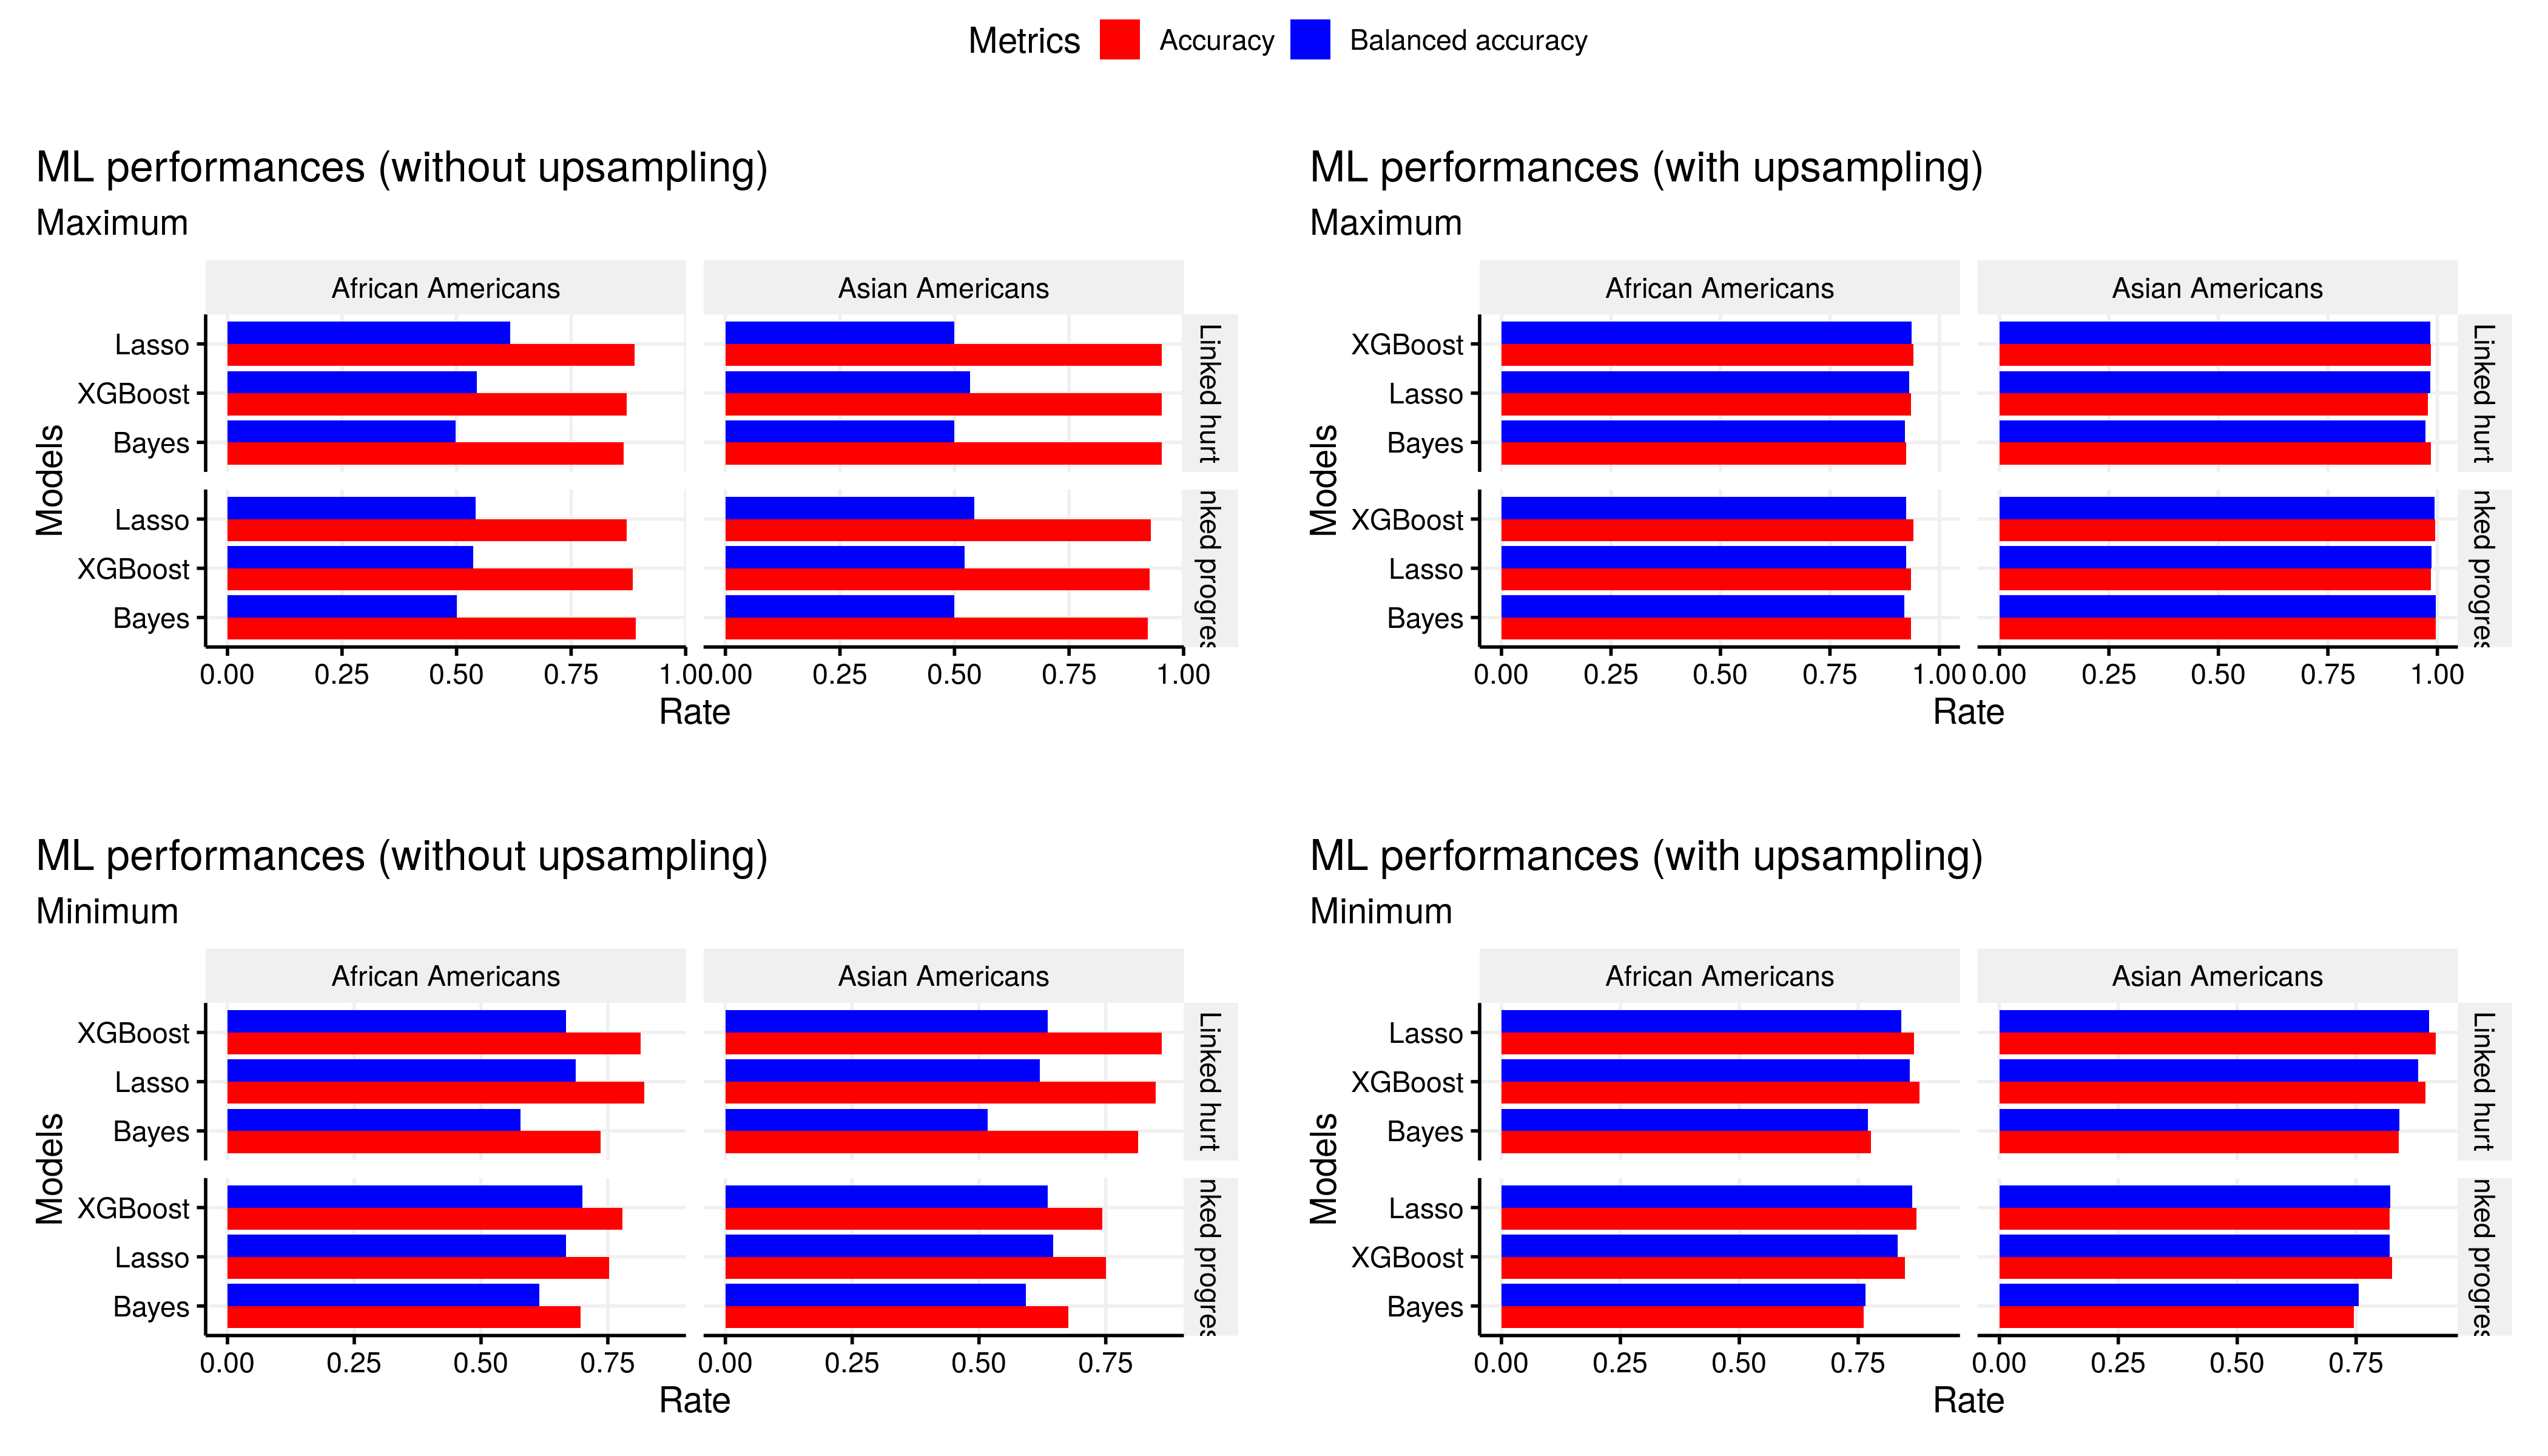 Metrics Accuracy Balanced accuracy
ML performances (without upsampling)
Maximum
African Americans Asian Americans
Models
Lasso
XGBoost
Bayes
Linked hurt
Lasso
XGBoost
Bayes
nked progres
0.00 0.25 0.50 0.75 1.00 0.00 0.25 0.50 0.75 1.00
Rate
ML performances (with upsampling)
Maximum
African Americans Asian Americans
Models
XGBoost
Lasso
Bayes
Linked hurt
XGBoost
Lasso
Bayes
nked progres
0.00 0.25 0.50 0.75 1.00 0.00 0.25 0.50 0.75 1.00
Rate
ML performances (without upsampling)
Minimum
African Americans Asian Americans
Models
XGBoost
Lasso
Bayes
Linked hurt
XGBoost
Lasso
Bayes
nked progres
0.00 0.25 0.50 0.75 0.00 0.25 0.50 0.75
Rate
ML performances (with upsampling)
Minimum
African Americans Asian Americans
Models
Lasso
XGBoost
Bayes
Linked hurt
Lasso
XGBoost
Bayes
nked progres
0.00 0.25 0.50 0.75 0.00 0.25 0.50 0.75
Rate